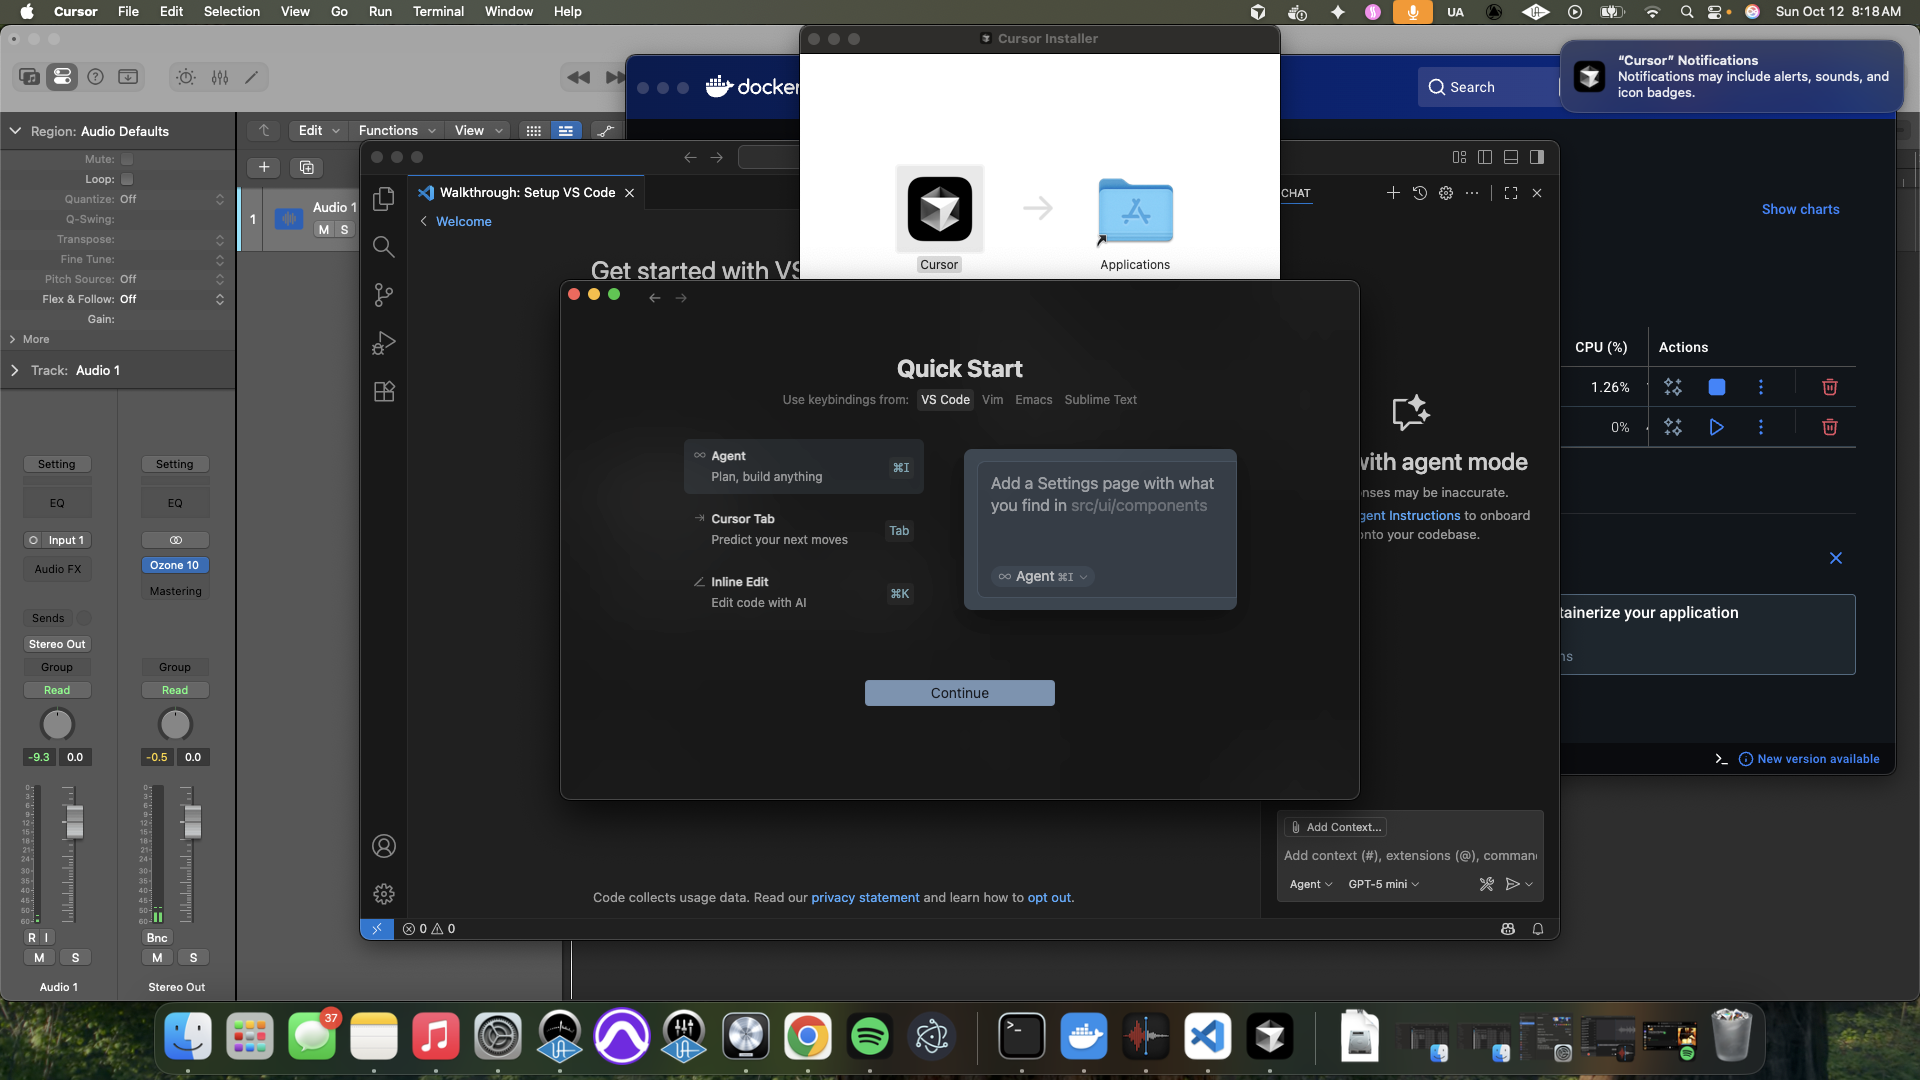 Cursor File Edit Selection View Go Run Terminal Window Help
UA Sun Oct 12 8:18 AM
Cursor Installer
Cursor
Applications
docker
Search
"Cursor" Notifications
Notifications may include alerts, sounds, and
icon badges.
Region: Audio Defaults
Mute:
Loop:
Quantize: Off
Q-Swing:
Transpose:
Fine Tune:
Pitch Source: Off
Flex & Follow: Off
Gain:
More
Track: Audio 1
Edit Functions View
1 Audio 1
M S
Setting Setting
EQ EQ
Input 1
Audio FX
Ozone 10
Mastering
Sends
Stereo Out
Group Group
Read Read
-9.3 0.0 -0.5 0.0
R I Bnc
M S M S
Audio 1 Stereo Out
Walkthrough: Setup VS Code
Welcome
Get started with VS
CHAT
Quick Start
Use keybindings from: VS Code Vim Emacs Sublime Text
Agent
Plan, build anything
⌘I
Cursor Tab
Predict your next moves
Tab
Inline Edit
Edit code with AI
⌘K
Add a Settings page with what
you find in src/ui/components
Agent ⌘I
Continue
with agent mode
nses may be inaccurate.
gent Instructions to onboard
onto your codebase.
Code collects usage data. Read our privacy statement and learn how to opt out.
Add Context...
Add context (#), extensions (@), comman
Agent GPT-5 mini
0 0
Show charts
CPU (%) Actions
1.26%
0%
tainerize your application
ns
New version available
37